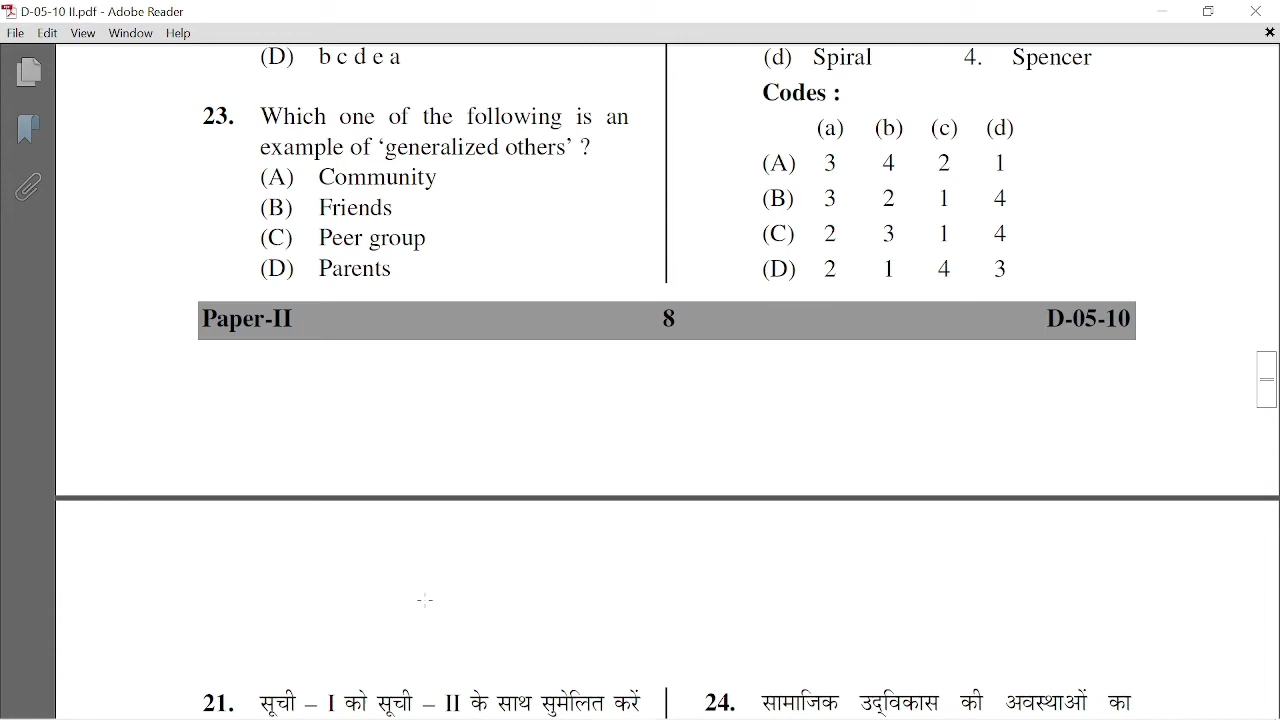 D-05-10 II.pdf - Adobe Reader
File Edit View Window Help
(D) b c d e a
23. Which one of the following is an
example of ‘generalized others’ ?
(A) Community
(B) Friends
(C) Peer group
(D) Parents
(d) Spiral 4. Spencer
Codes :
(a) (b) (c) (d)
(A) 3 4 2 1
(B) 3 2 1 4
(C) 2 3 1 4
(D) 2 1 4 3
Paper-II 8 D-05-10
21. सूची – I को सूची – II के साथ सुमेलित करें
24. सामाजिक उद्विकास की अवस्थाओं का